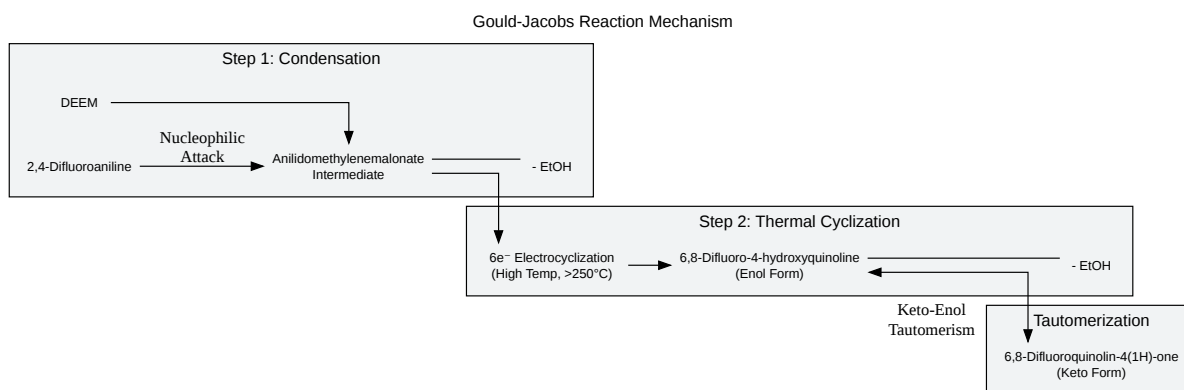 Gould-Jacobs Reaction Mechanism
Step 1: Condensation
DEEM
Nucleophilic
Attack
2,4-Difluoroaniline
Anilidomethylenemalonate
Intermediate
- EtOH
Step 2: Thermal Cyclization
6e⁻ Electrocyclization
(High Temp, >250°C)
6,8-Difluoro-4-hydroxyquinoline
(Enol Form)
- EtOH
Keto-Enol
Tautomerism
Tautomerization
6,8-Difluoroquinolin-4(1H)-one
(Keto Form)